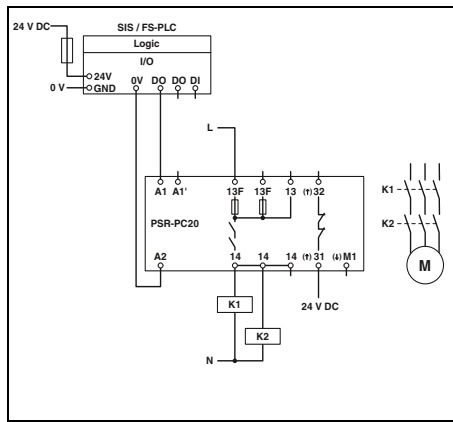 24 V DC
SIS / FS-PLC
Logic
I/O
24V
0V DO DO DI
0 V
GND
L
A1 A1' 13F 13F 13 (↑) 32
PSR-PC20
A2 14 14 14 (↑) 31 (↓) M1
K1
K2
M
K1
24 V DC
K2
N